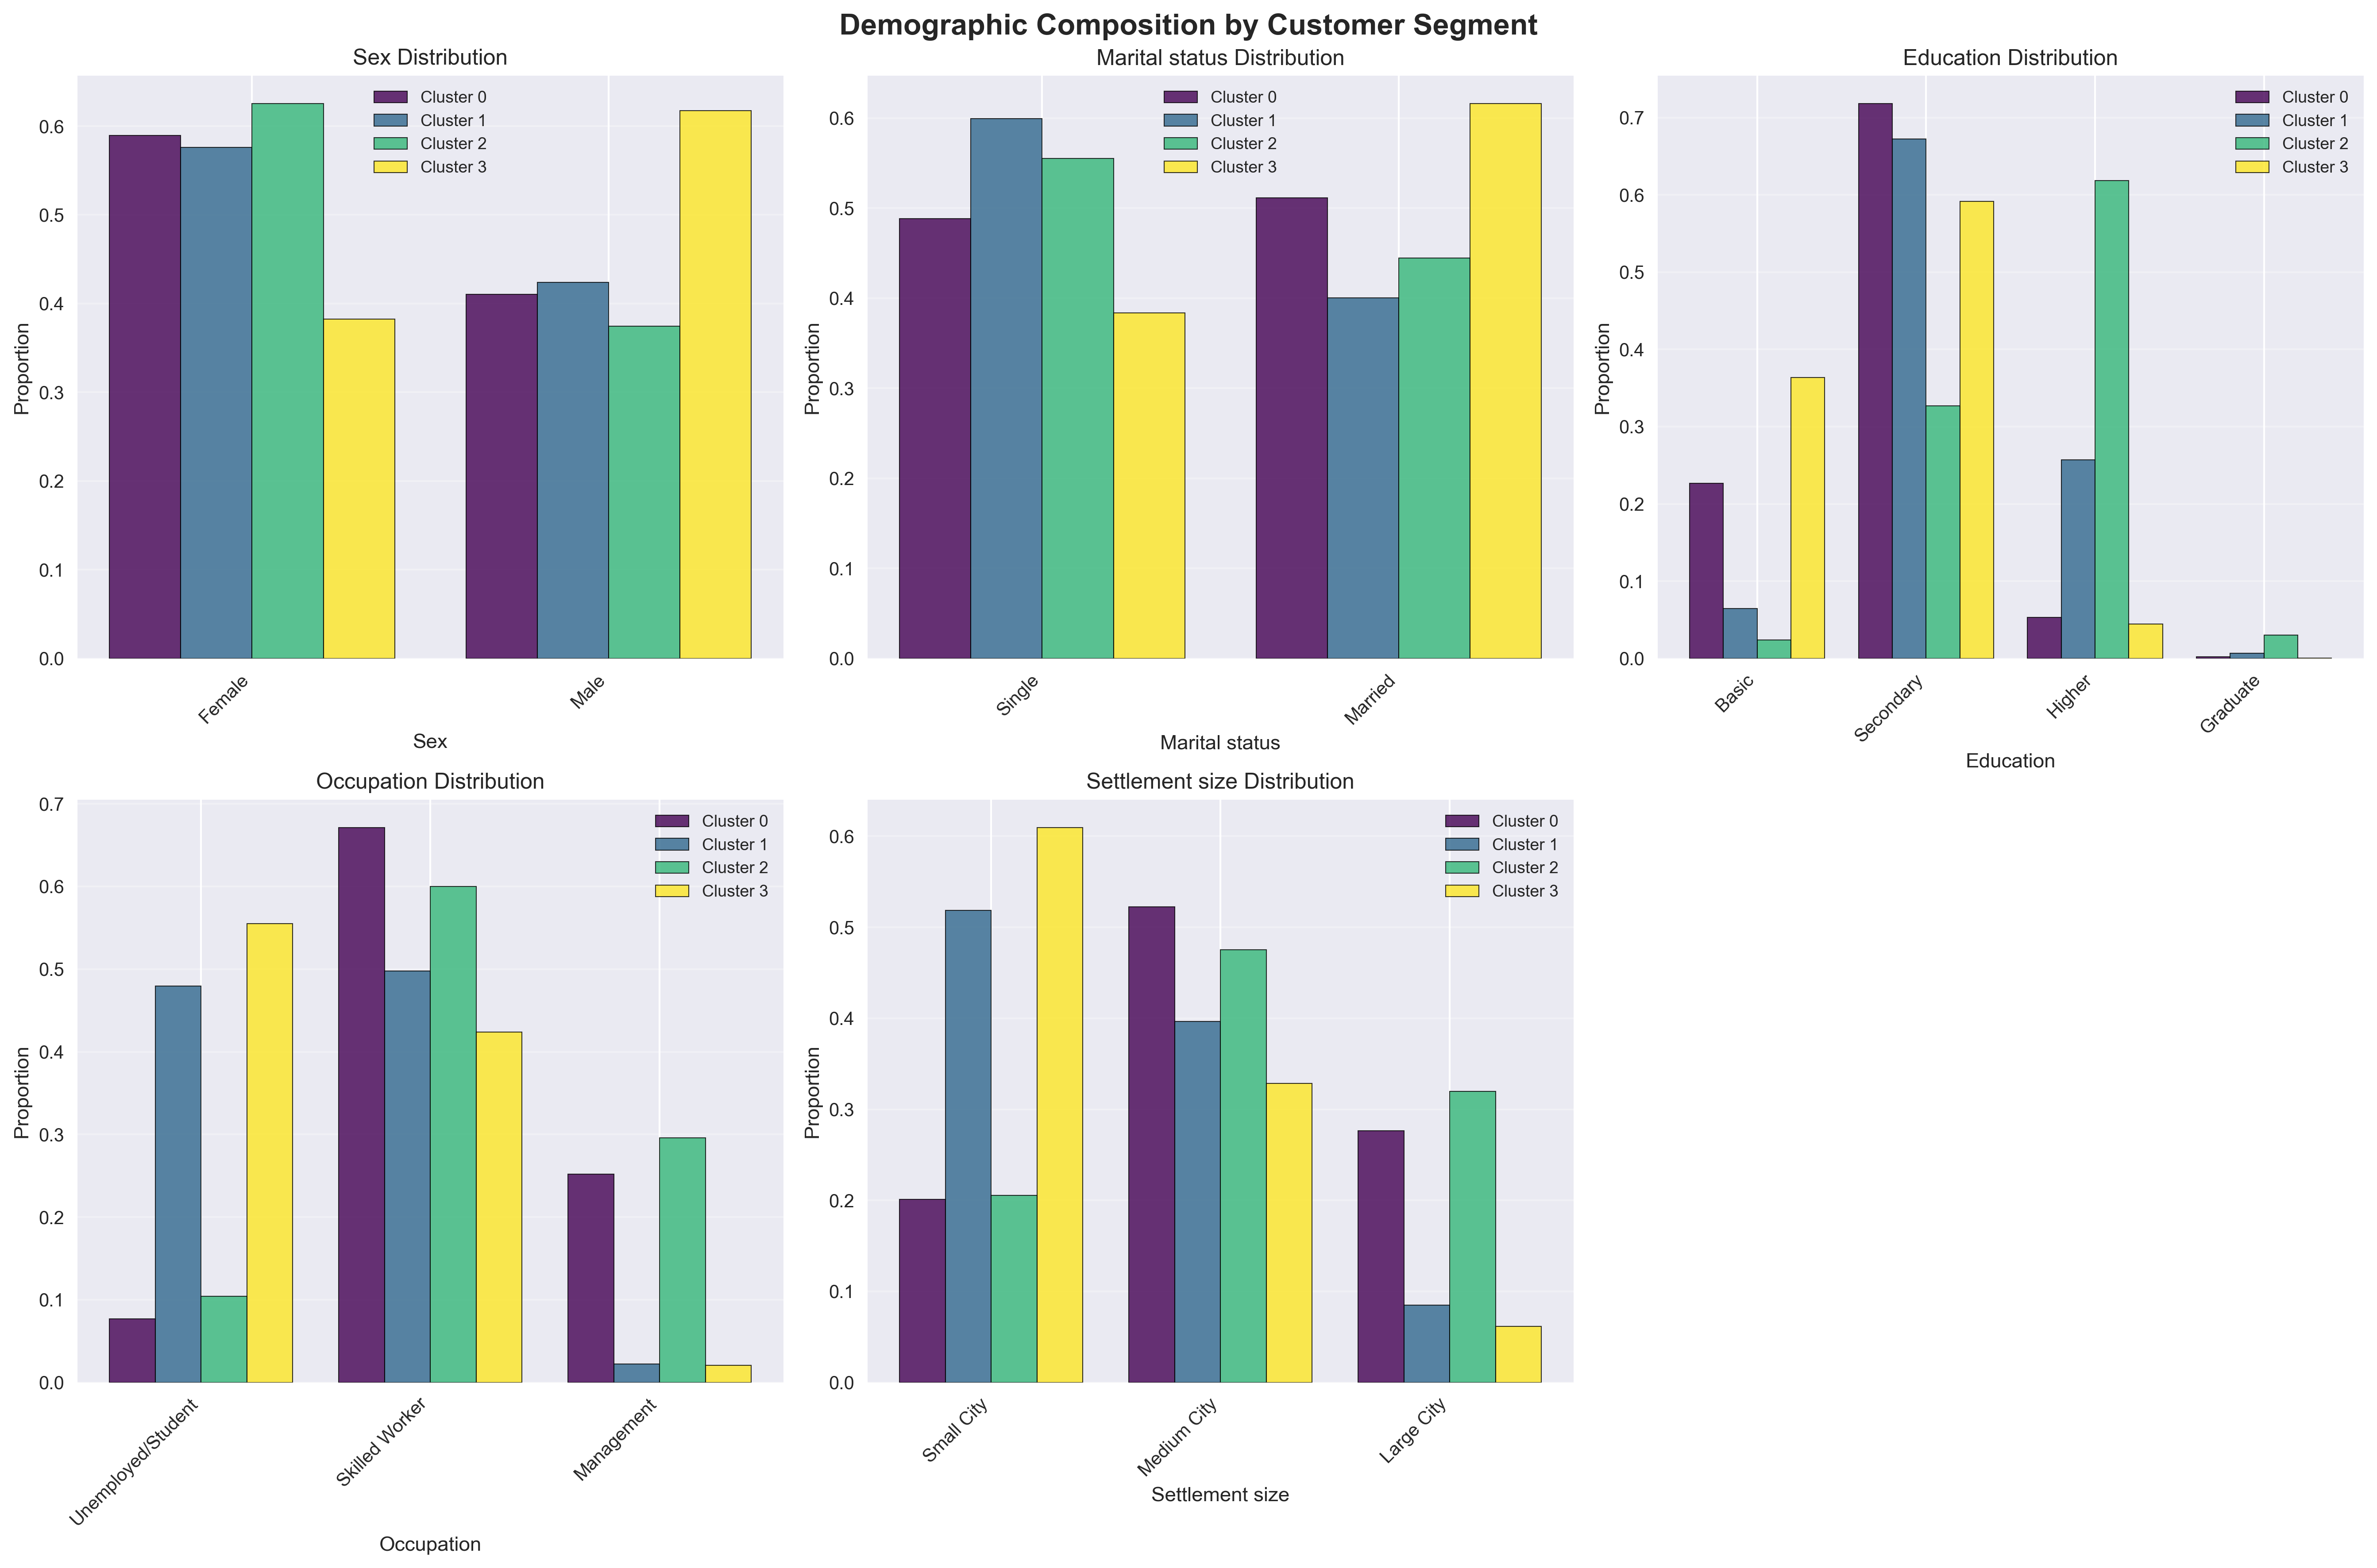 Demographic Composition by Customer Segment
Sex Distribution
Cluster 0
Cluster 1
Cluster 2
Cluster 3
Proportion
0.6
0.5
0.4
0.3
0.2
0.1
0.0
Female
Male
Sex
Marital status Distribution
Cluster 0
Cluster 1
Cluster 2
Cluster 3
Proportion
0.6
0.5
0.4
0.3
0.2
0.1
0.0
Single
Married
Marital status
Education Distribution
Cluster 0
Cluster 1
Cluster 2
Cluster 3
Proportion
0.7
0.6
0.5
0.4
0.3
0.2
0.1
0.0
Basic
Secondary
Higher
Graduate
Education
Occupation Distribution
Cluster 0
Cluster 1
Cluster 2
Cluster 3
Proportion
0.7
0.6
0.5
0.4
0.3
0.2
0.1
0.0
Unemployed/Student
Skilled Worker
Management
Occupation
Settlement size Distribution
Cluster 0
Cluster 1
Cluster 2
Cluster 3
Proportion
0.6
0.5
0.4
0.3
0.2
0.1
0.0
Small City
Medium City
Large City
Settlement size